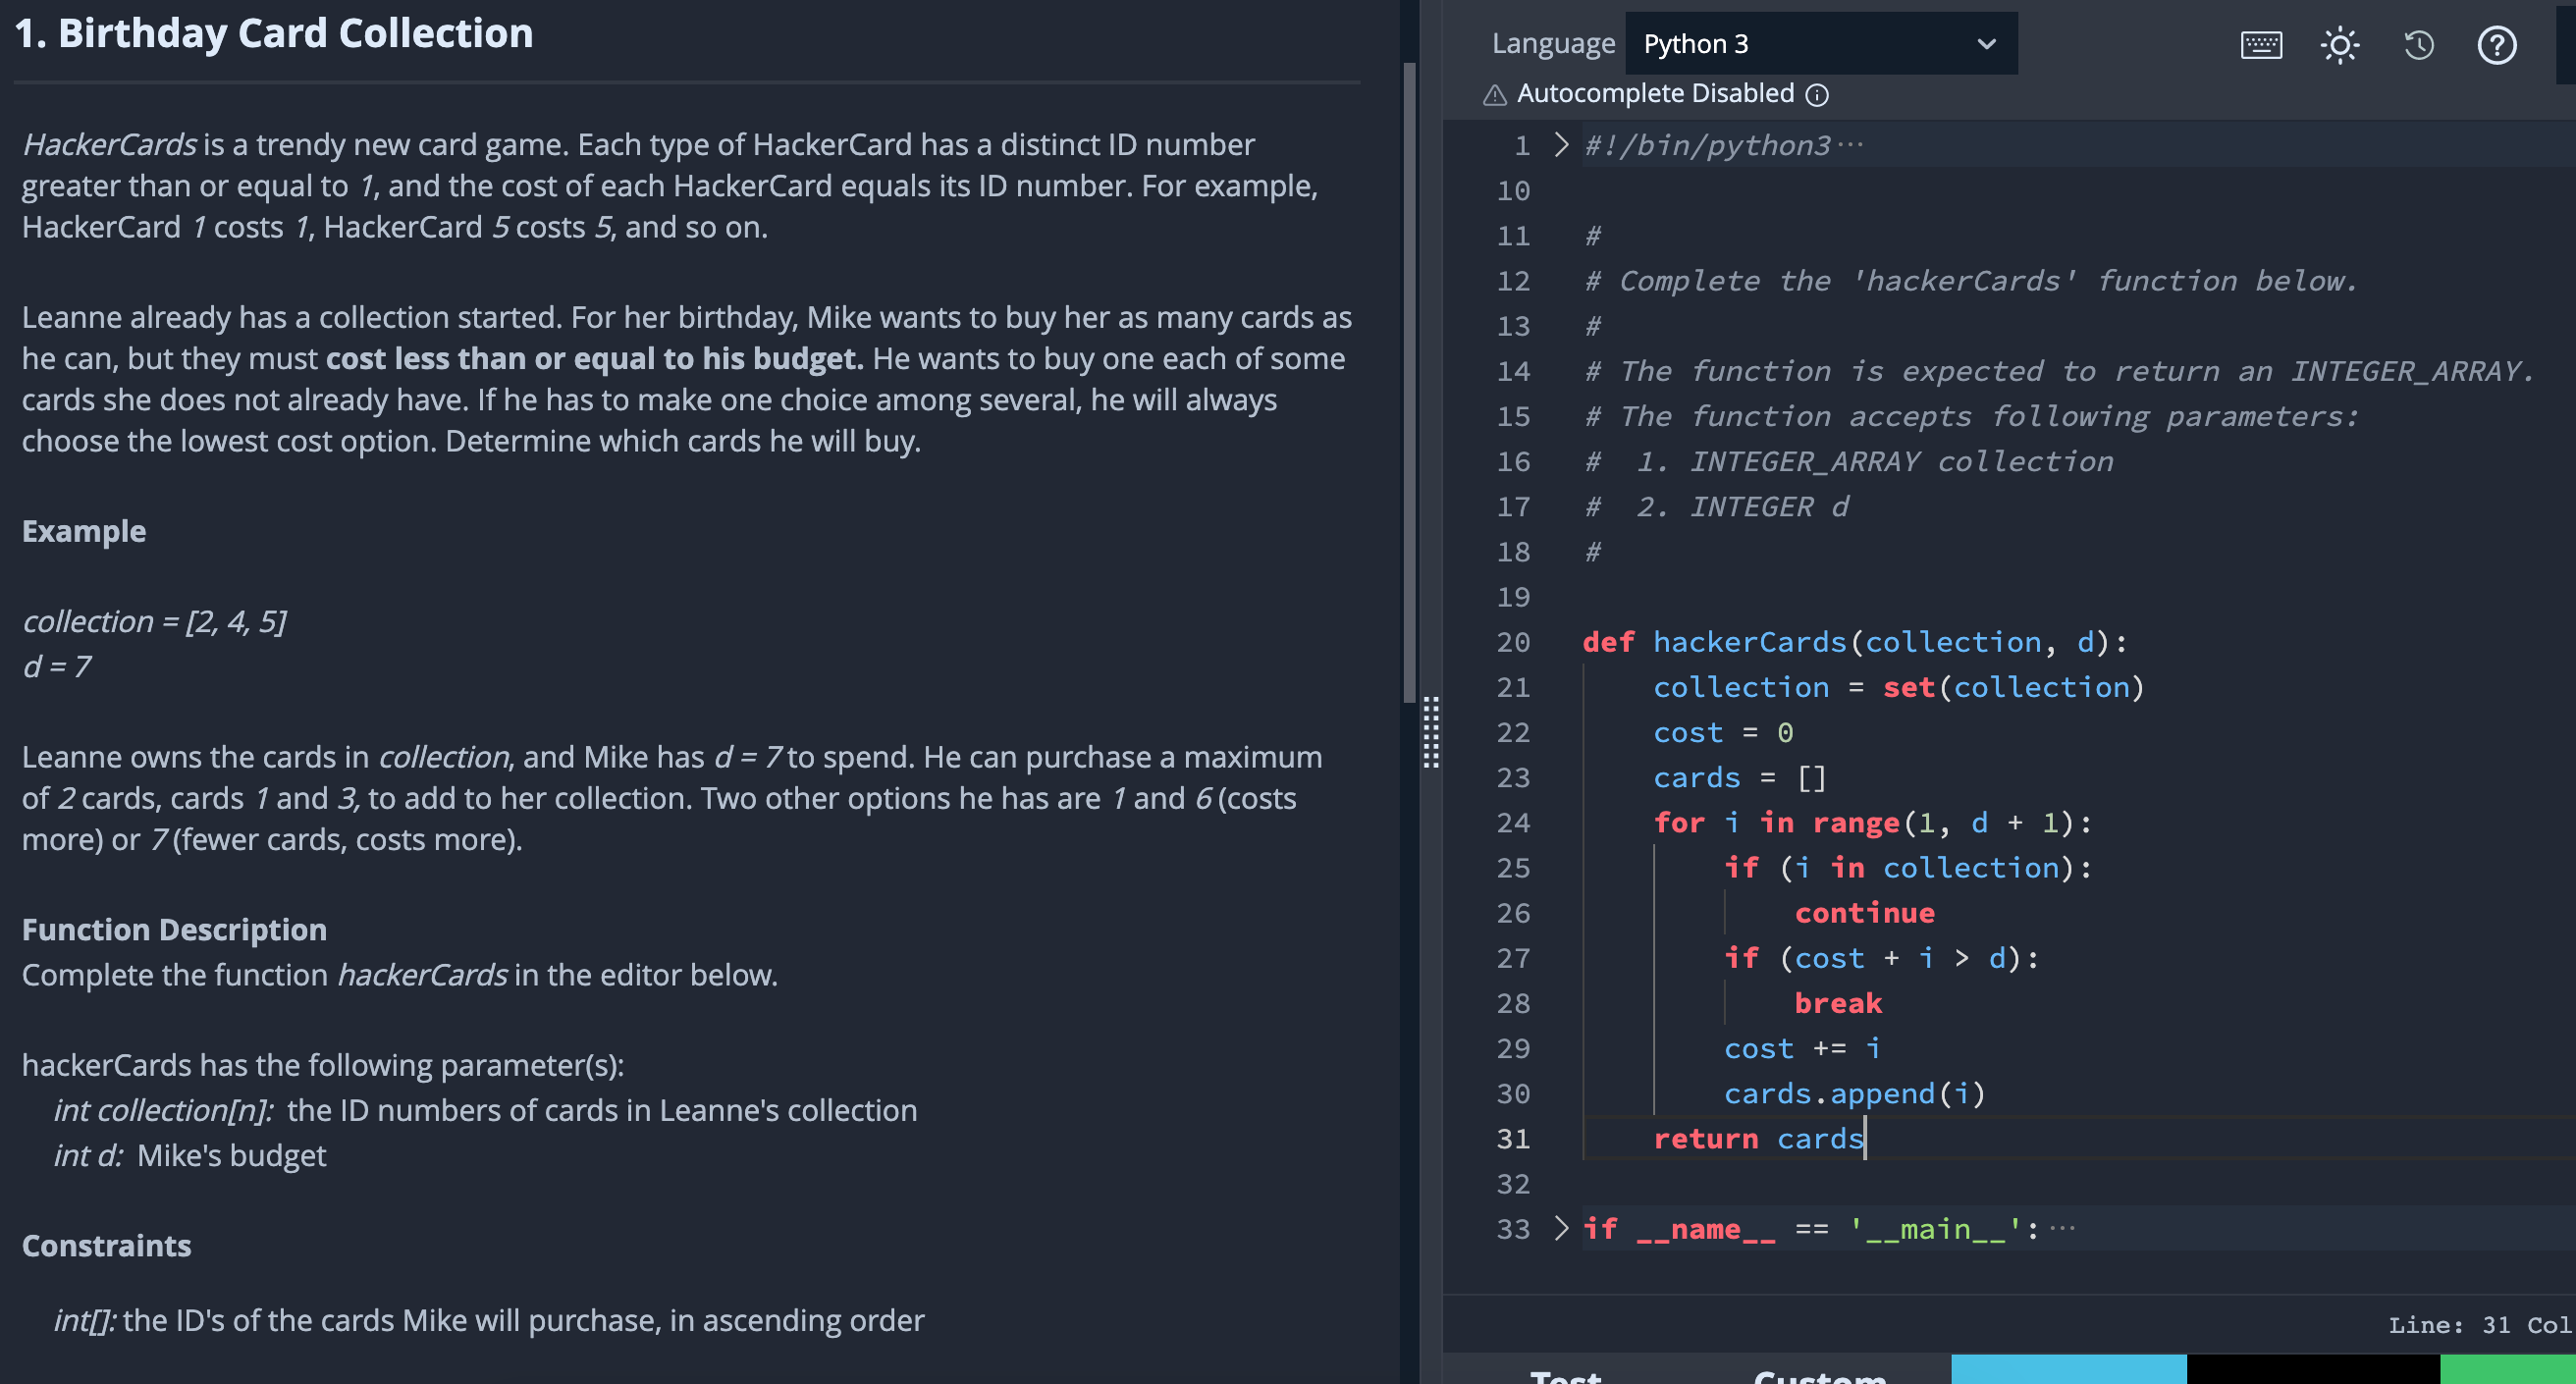 1. Birthday Card Collection
HackerCards is a trendy new card game. Each type of HackerCard has a distinct ID number
greater than or equal to 1, and the cost of each HackerCard equals its ID number. For example,
HackerCard 1 costs 1, HackerCard 5 costs 5, and so on.
Leanne already has a collection started. For her birthday, Mike wants to buy her as many cards as
he can, but they must cost less than or equal to his budget. He wants to buy one each of some
cards she does not already have. If he has to make one choice among several, he will always
choose the lowest cost option. Determine which cards he will buy.
Example
collection = [2, 4, 5]
d = 7
Leanne owns the cards in collection, and Mike has d = 7 to spend. He can purchase a maximum
of 2 cards, cards 1 and 3, to add to her collection. Two other options he has are 1 and 6 (costs
more) or 7 (fewer cards, costs more).
Function Description
Complete the function hackerCards in the editor below.
hackerCards has the following parameter(s):
int collection[n]: the ID numbers of cards in Leanne's collection
int d: Mike's budget
Constraints
int[]: the ID's of the cards Mike will purchase, in ascending order
Language Python 3
Autocomplete Disabled
1 #!/bin/python3···
10
11 #
12 # Complete the 'hackerCards' function below.
13 #
14 # The function is expected to return an INTEGER_ARRAY.
15 # The function accepts following parameters:
16 #  1. INTEGER_ARRAY collection
17 #  2. INTEGER d
18 #
19
20 def hackerCards(collection, d):
21     collection = set(collection)
22     cost = 0
23     cards = []
24     for i in range(1, d + 1):
25         if (i in collection):
26             continue
27         if (cost + i > d):
28             break
29         cost += i
30         cards.append(i)
31     return cards
32
33 if __name__ == '__main__':···
Line: 31 Col
Test Custom